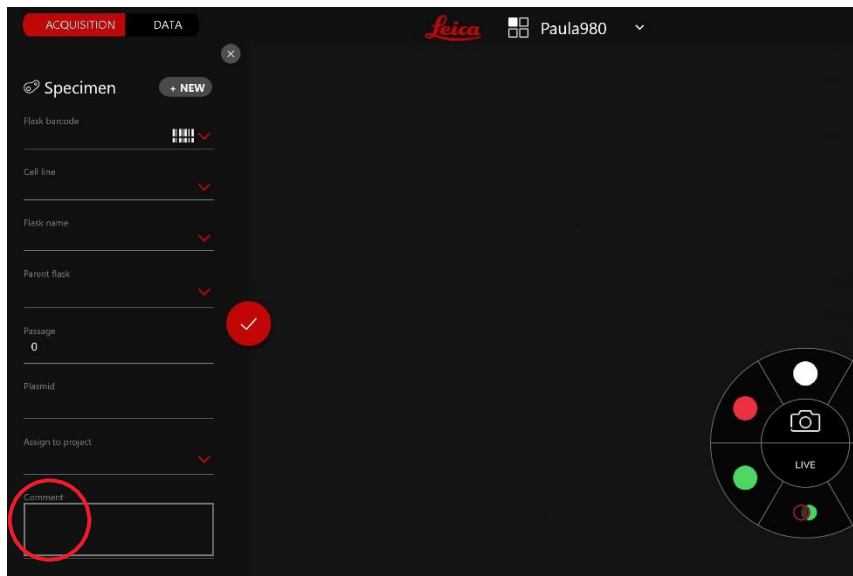 ACQUISITION DATA
Leica Paula980
Specimen + NEW
Flask barcode
Cell line
Flask name
Parent flask
Passage
0
Plasmid
Assign to project
Comment
LIVE